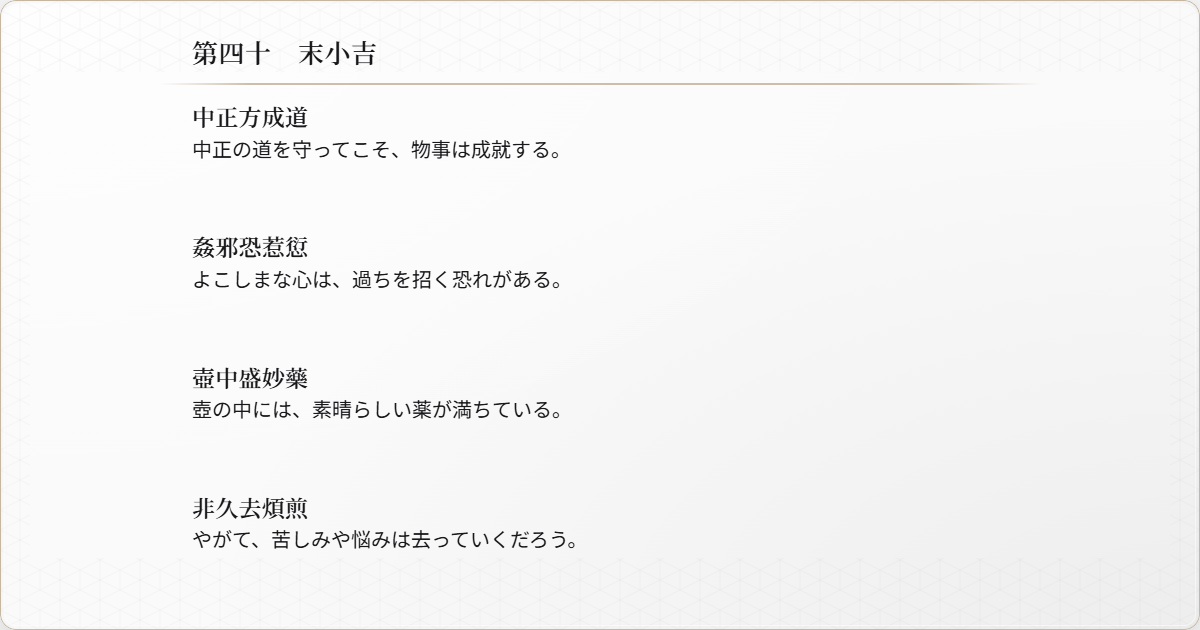 第四十　末小吉
中正方成道
中正の道を守ってこそ、物事は成就する。
姦邪恐惹愆
よこしまな心は、過ちを招く恐れがある。
壺中盛妙藥
壺の中には、素晴らしい薬が満ちている。
非久去煩煎
やがて、苦しみや悩みは去っていくだろう。